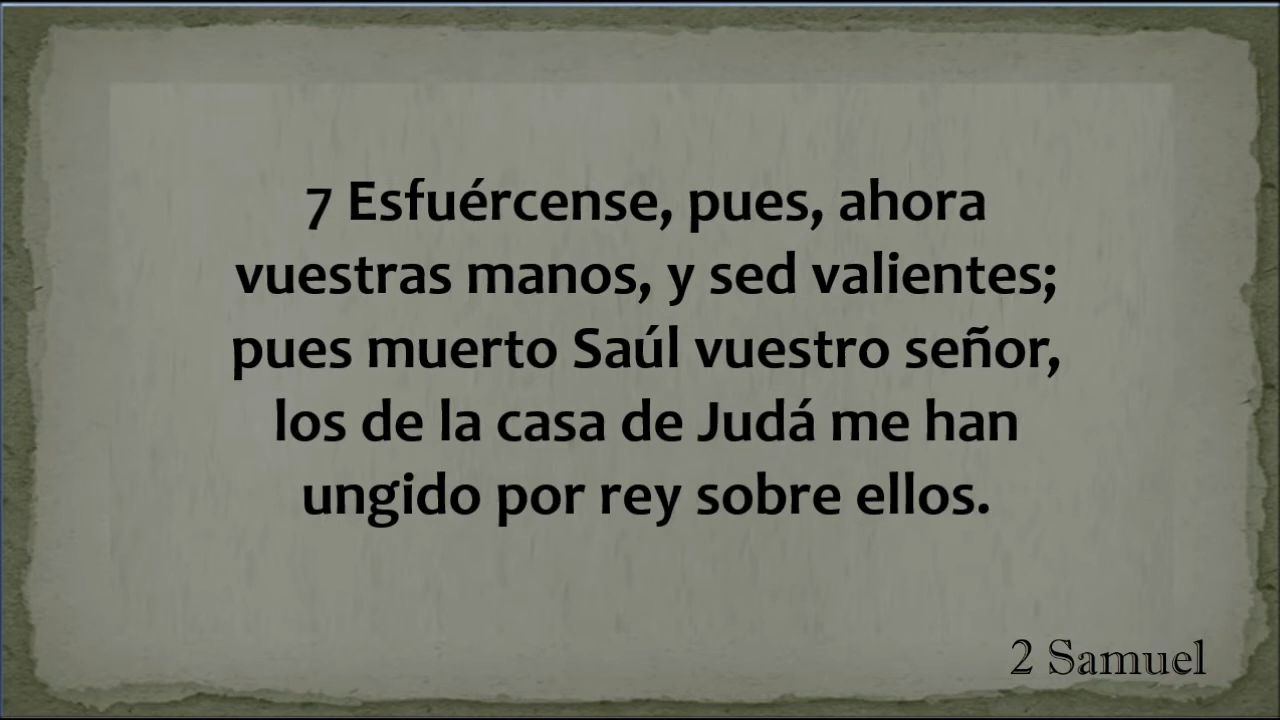 7 Esfuércense, pues, ahora
vuestras manos, y sed valientes;
pues muerto Saúl vuestro señor,
los de la casa de Judá me han
ungido por rey sobre ellos.
2 Samuel